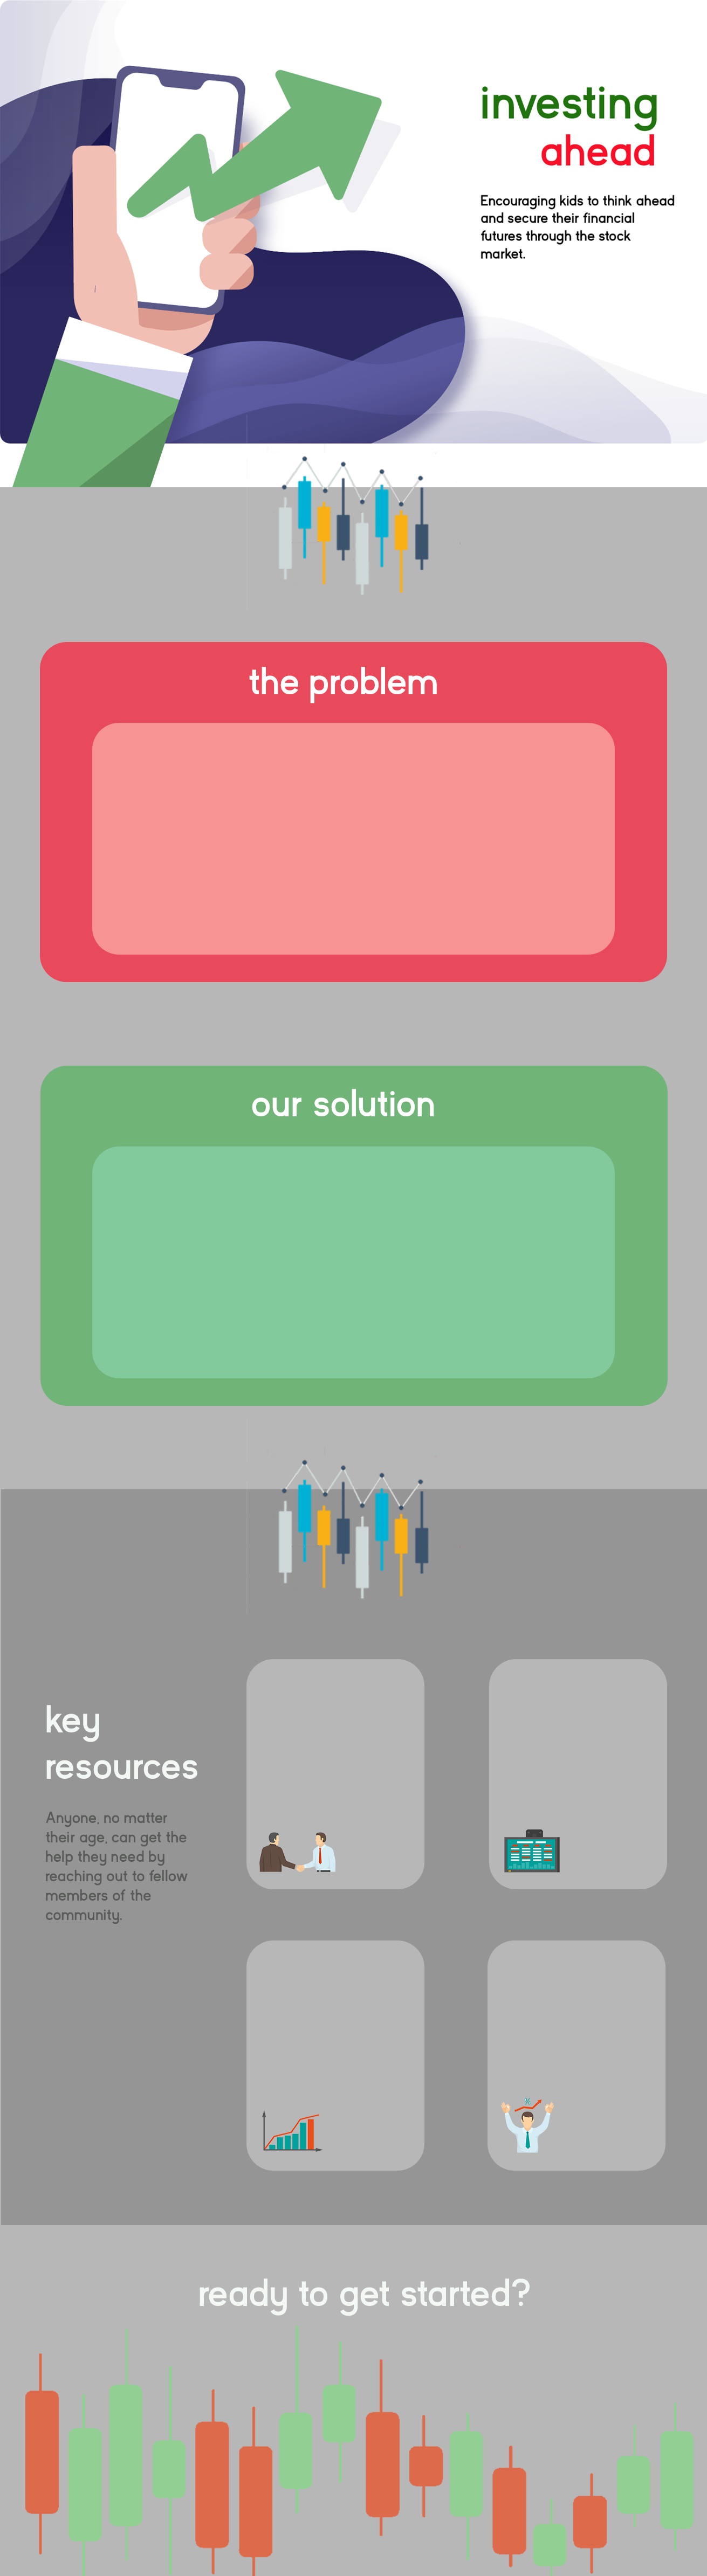 investing
ahead
Encouraging kids to think ahead
and secure their financial
futures through the stock
market.
the problem
our solution
key
resources
Anyone, no matter
their age, can get the
help they need by
reaching out to fellow
members of the
community.
ready to get started?